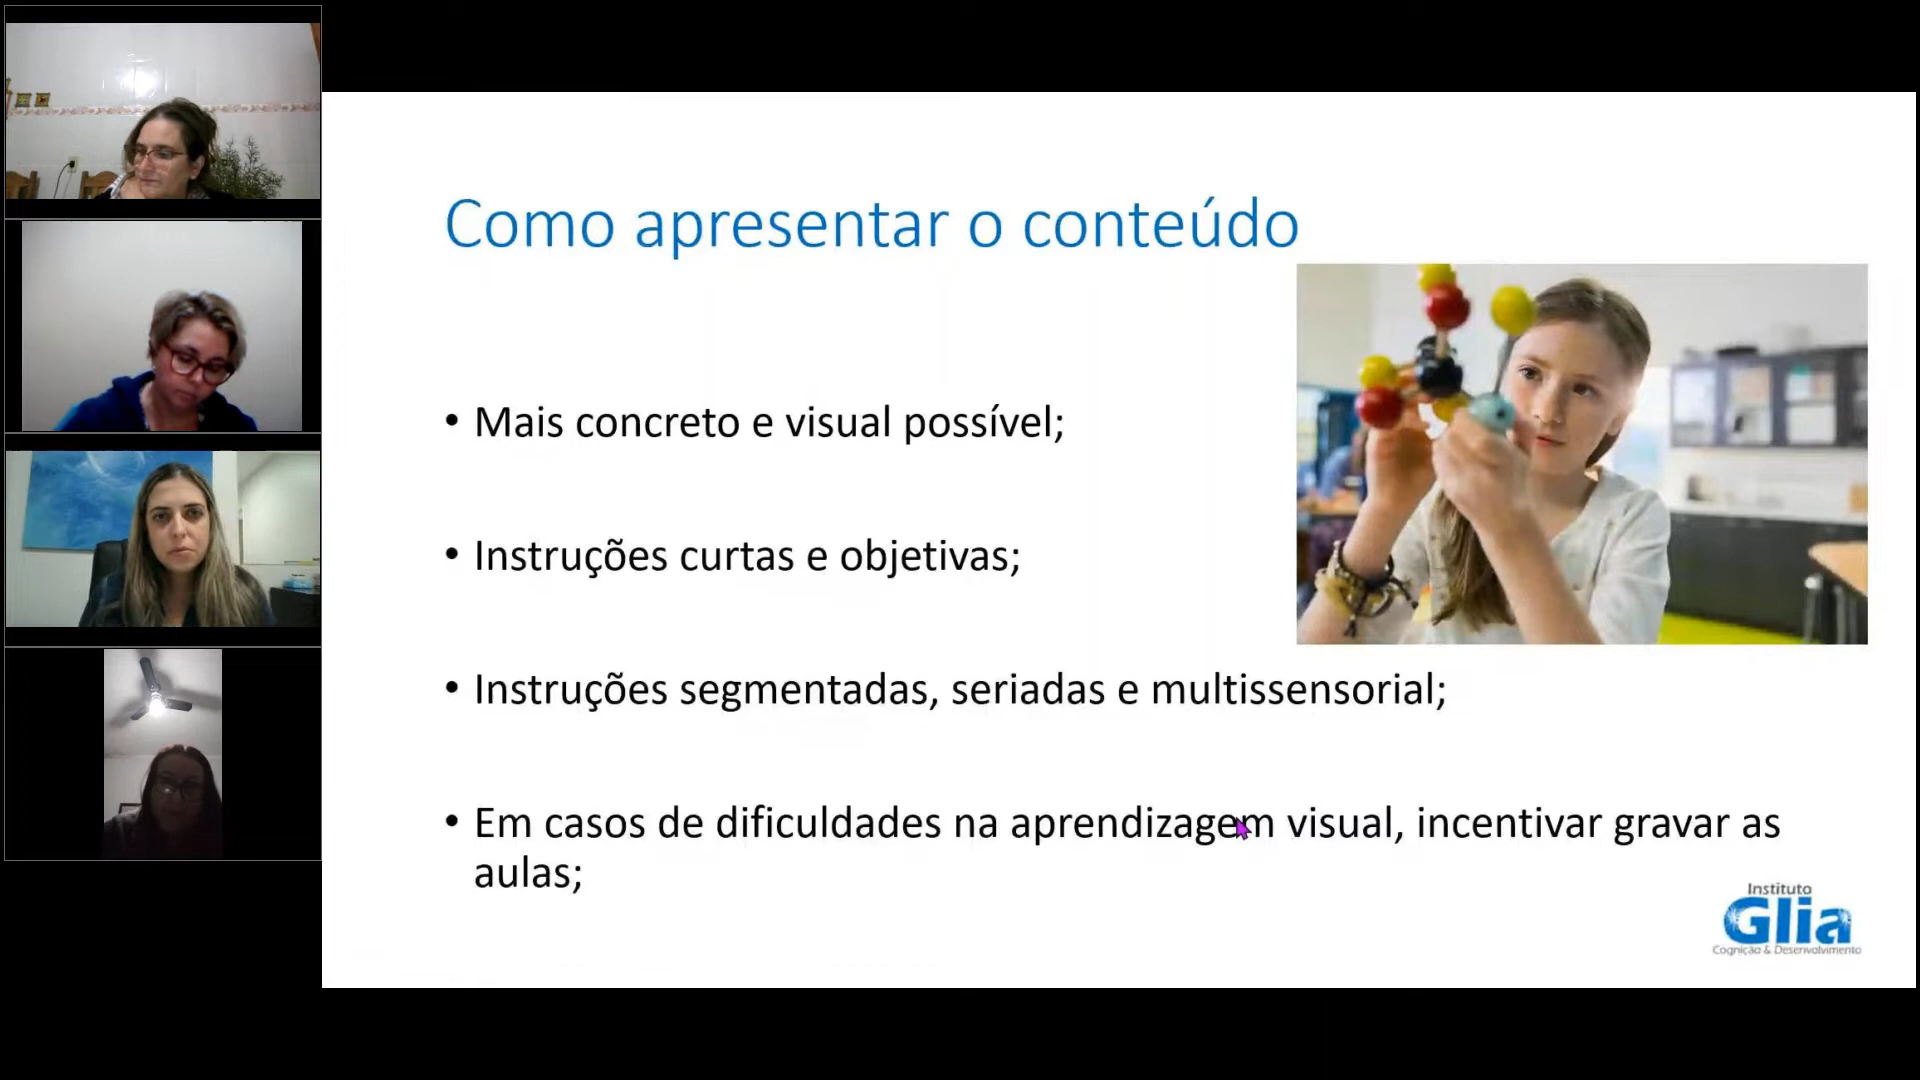 Como apresentar o conteúdo
• Mais concreto e visual possível;
• Instruções curtas e objetivas;
• Instruções segmentadas, seriadas e multissensorial;
• Em casos de dificuldades na aprendizagem visual, incentivar gravar as
aulas;
Instituto
Glia
Cognição & Desenvolvimento